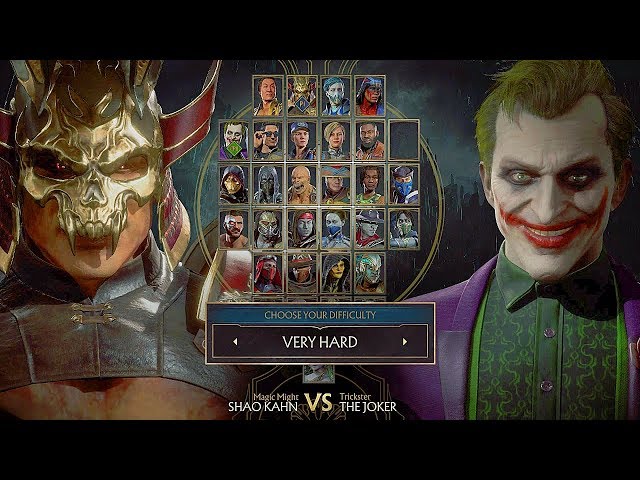 CHOOSE YOUR DIFFICULTY
VERY HARD
Magic Might
SHAO KAHN
VS
Trickster
THE JOKER